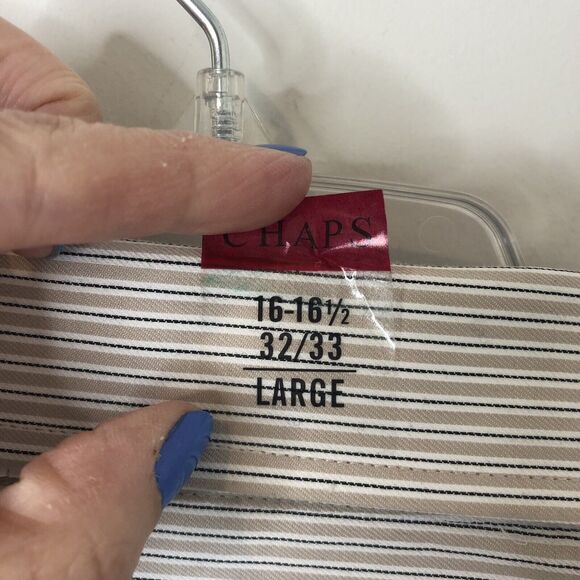 CHAPS
16-16½
32/33
LARGE